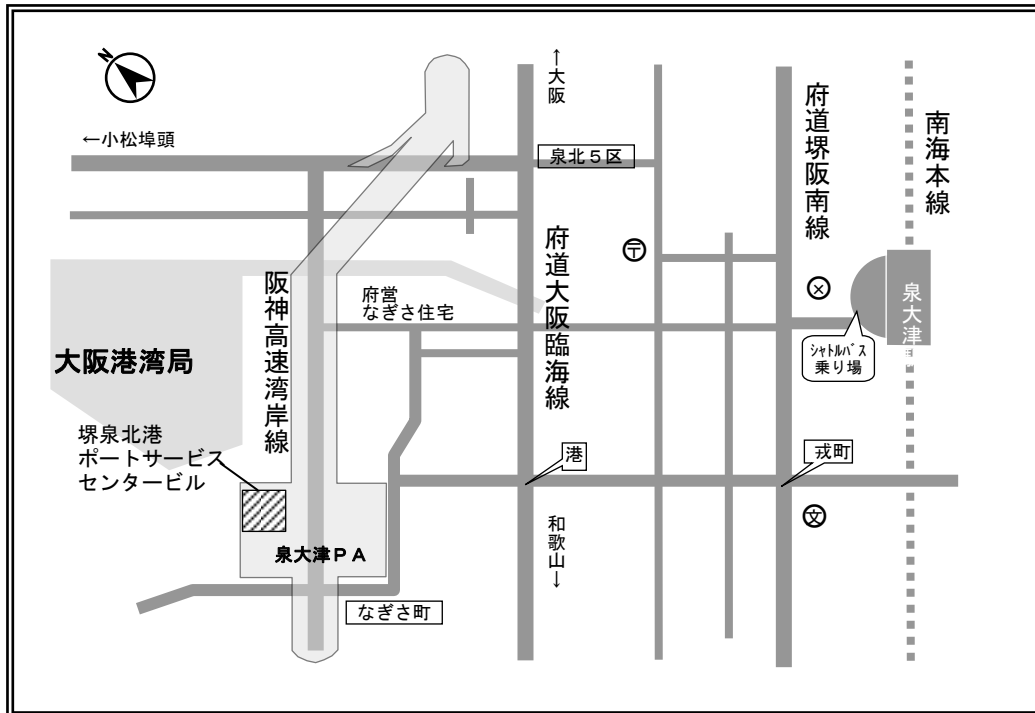 N
←小松埠頭
↑大阪
泉北5区
府道堺阪南線
南海本線
〒
府道大阪臨海線
阪神高速湾岸線
府営
なぎさ住宅
泉大津
ｼｬﾄﾙﾊﾞｽ
乗り場
大阪港湾局
堺泉北港
ポートサービス
センタービル
港
戎町
文
和歌山↓
泉大津PA
なぎさ町